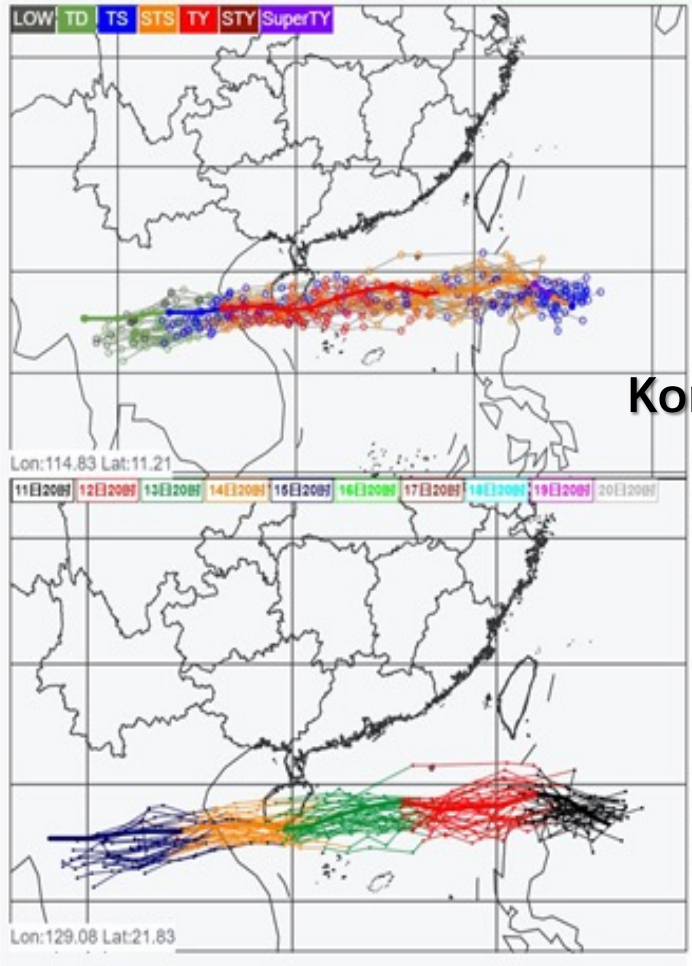 LOW TD TS STS TY STY SuperTY
Kor
Lon:114.83 Lat:11.21
11日20时 12日20时 13日20时 14日20时 15日20时 16日20时 17日20时 18日20时 19日20时 20日20时
Lon:129.08 Lat:21.83